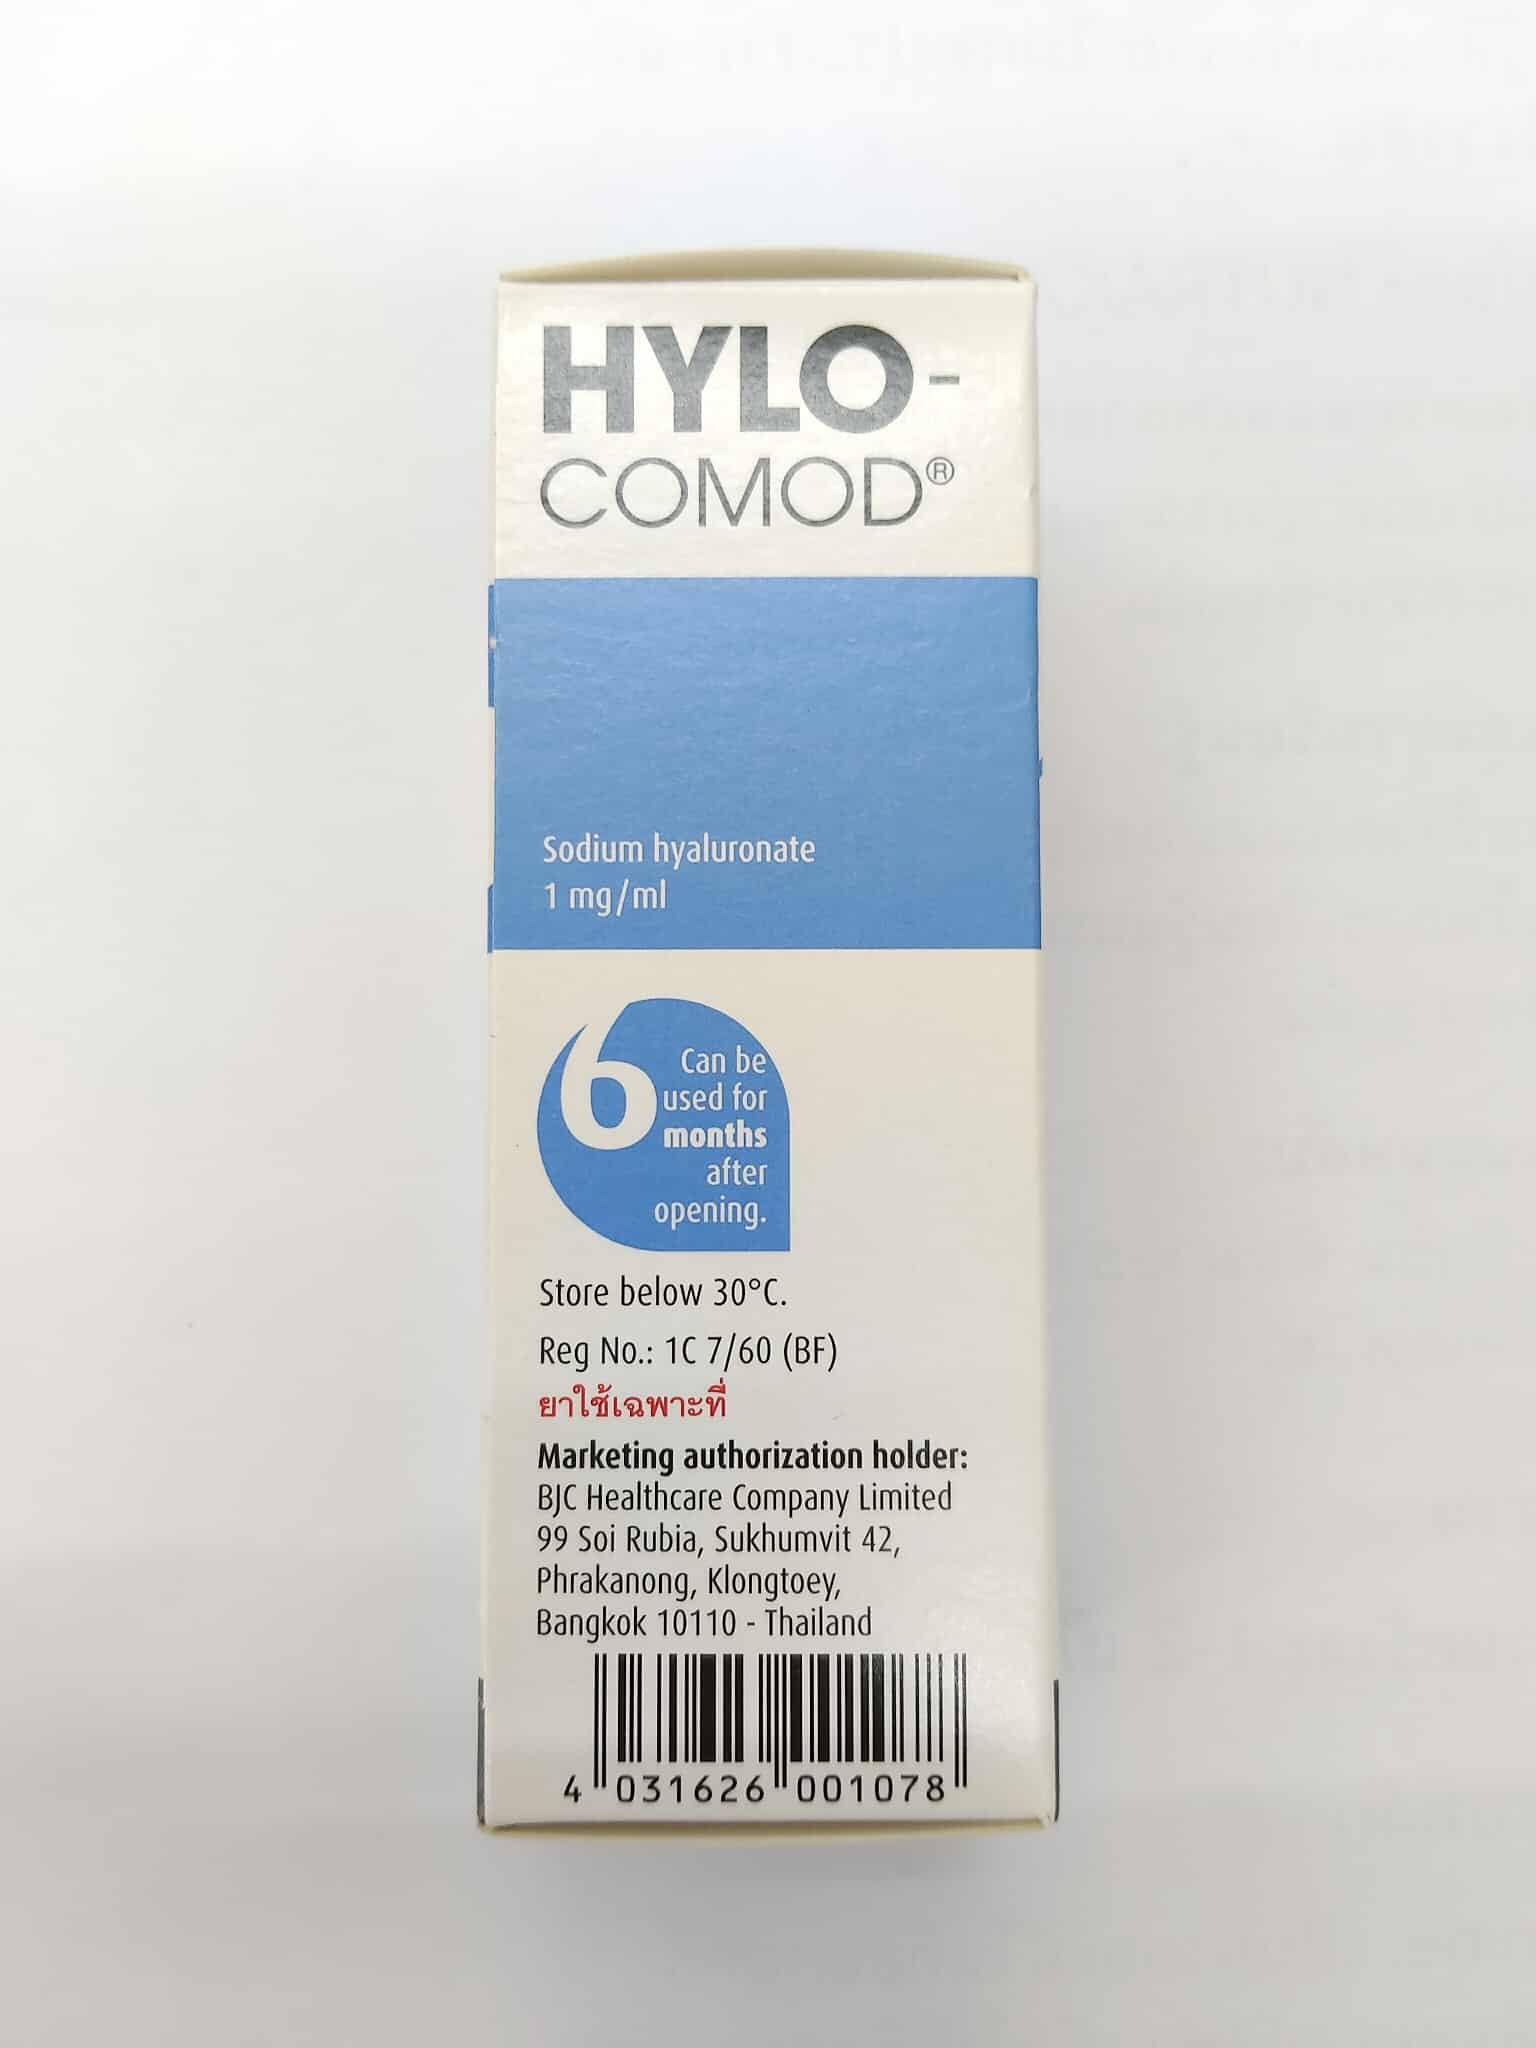 HYLO-
COMOD®
Sodium hyaluronate
1 mg/ml
6
Can be
used for
months
after
opening.
Store below 30°C.
Reg No.: 1C 7/60 (BF)
ยาใช้เฉพาะที่
Marketing authorization holder:
BJC Healthcare Company Limited
99 Soi Rubia, Sukhumvit 42,
Phrakanong, Klongtoey,
Bangkok 10110 - Thailand
4 031626 001078